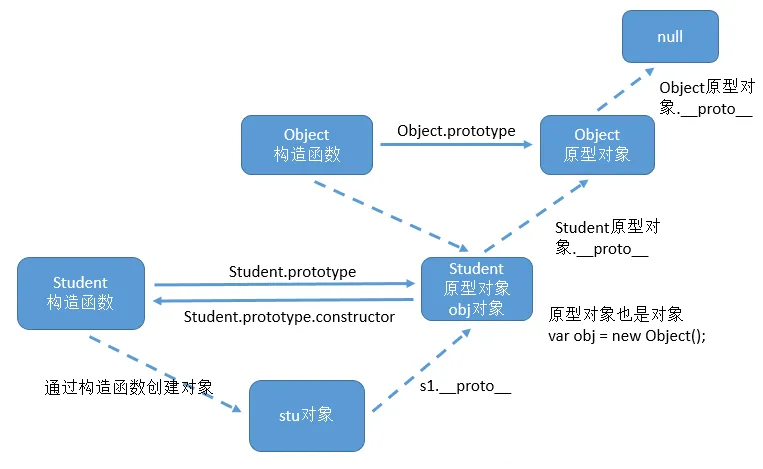 null
Object原型对
象.__proto__
Object
构造函数
Object.prototype
Object
原型对象
Student原型对
象.__proto__
Student
构造函数
Student.prototype
Student.prototype.constructor
Student
原型对象
obj对象
原型对象也是对象
var obj = new Object();
通过构造函数创建对象
stu对象
s1.__proto__